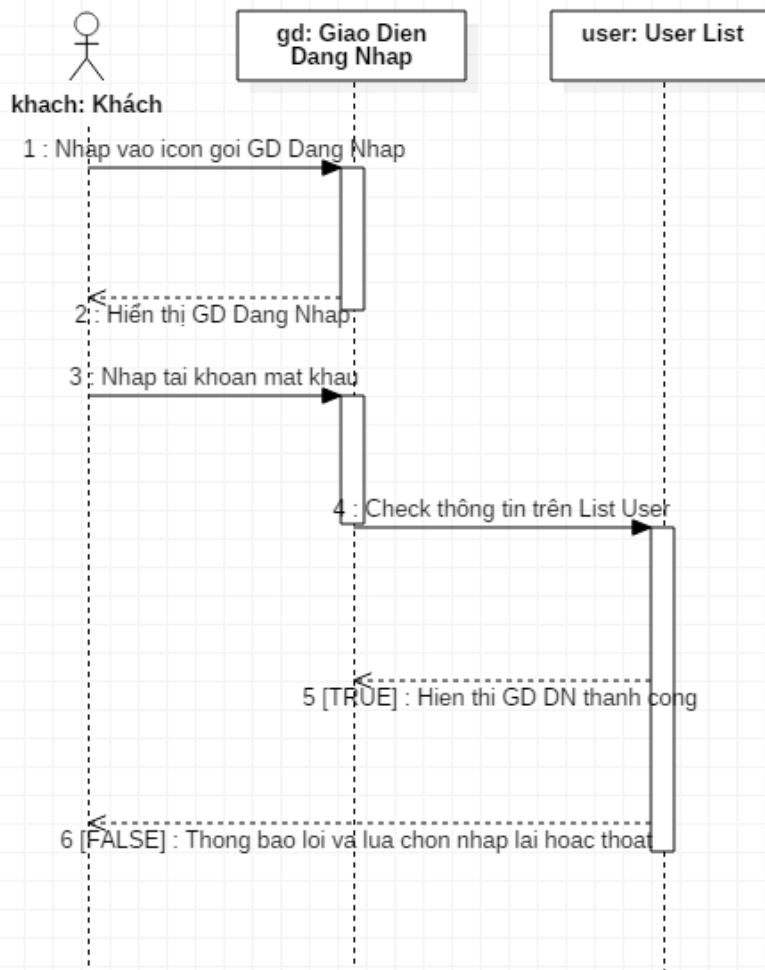 gd: Giao Dien
Dang Nhap
user: User List
khach: Khách
1 : Nhap vao icon goi GD Dang Nhap
2 : Hiển thị GD Dang Nhap
3 : Nhap tai khoan mat khau
4 : Check thông tin trên List User
5 [TRUE] : Hien thi GD DN thanh cong
6 [FALSE] : Thong bao loi va lua chon nhap lai hoac thoat